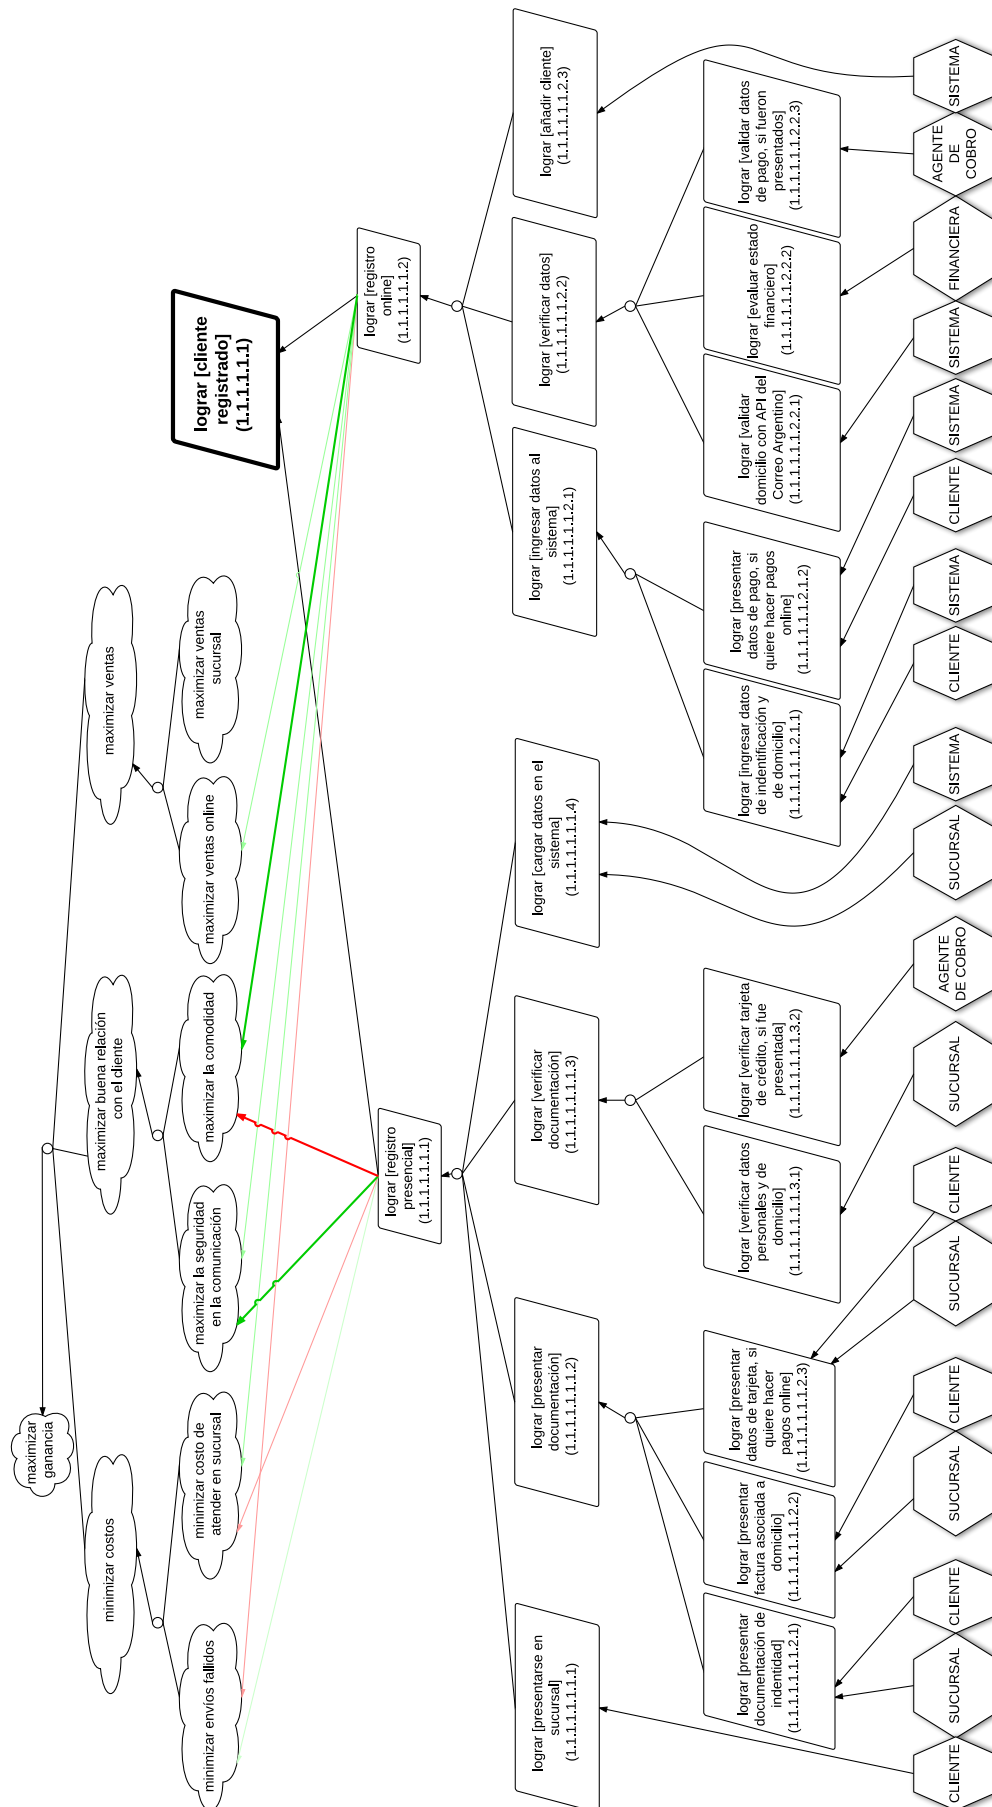 maximizar
ganancia
minimizar costos
maximizar buena relación
con el cliente
maximizar ventas
minimizar envíos fallidos
minimizar costo de
atender en sucursal
maximizar la seguridad
en la comunicación
maximizar la comodidad
maximizar ventas online
maximizar ventas
sucursal
lograr [cliente
registrado]
(1.1.1.1.1.1)
lograr [registro
presencial]
(1.1.1.1.1.1.1)
lograr [registro
online]
(1.1.1.1.1.1.2)
lograr [presentarse en
sucursal]
(1.1.1.1.1.1.1.1)
lograr [presentar
documentación]
(1.1.1.1.1.1.1.2)
lograr [verificar
documentación]
(1.1.1.1.1.1.1.3)
lograr [cargar datos en el
sistema]
(1.1.1.1.1.1.1.4)
lograr [ingresar datos al
sistema]
(1.1.1.1.1.1.2.1)
lograr [verificar datos]
(1.1.1.1.1.1.2.2)
lograr [añadir cliente]
(1.1.1.1.1.1.2.3)
lograr [presentar
documentación de
indentidad]
(1.1.1.1.1.1.1.2.1)
lograr [presentar
factura asociada a
domicilio]
(1.1.1.1.1.1.1.2.2)
lograr [presentar
datos de tarjeta, si
quiere hacer
pagos online]
(1.1.1.1.1.1.1.2.3)
lograr [verificar datos
personales y de
domicilio]
(1.1.1.1.1.1.1.3.1)
lograr [verificar tarjeta
de crédito, si fue
presentada]
(1.1.1.1.1.1.1.3.2)
lograr [ingresar datos
de indentificación y
de domicilio]
(1.1.1.1.1.1.2.1.1)
lograr [presentar
datos de pago, si
quiere hacer pagos
online]
(1.1.1.1.1.1.2.1.2)
lograr [validar
domicilio con API del
Correo Argentino]
(1.1.1.1.1.1.2.2.1)
lograr [evaluar estado
financiero]
(1.1.1.1.1.1.2.2.2)
lograr [validar datos
de pago, si fueron
presentados]
(1.1.1.1.1.1.2.2.3)
CLIENTE
SUCURSAL
CLIENTE
SUCURSAL
CLIENTE
SUCURSAL
CLIENTE
SUCURSAL
AGENTE
DE COBRO
SUCURSAL
SISTEMA
CLIENTE
SISTEMA
CLIENTE
SISTEMA
SISTEMA
FINANCIERA
AGENTE
DE
COBRO
SISTEMA